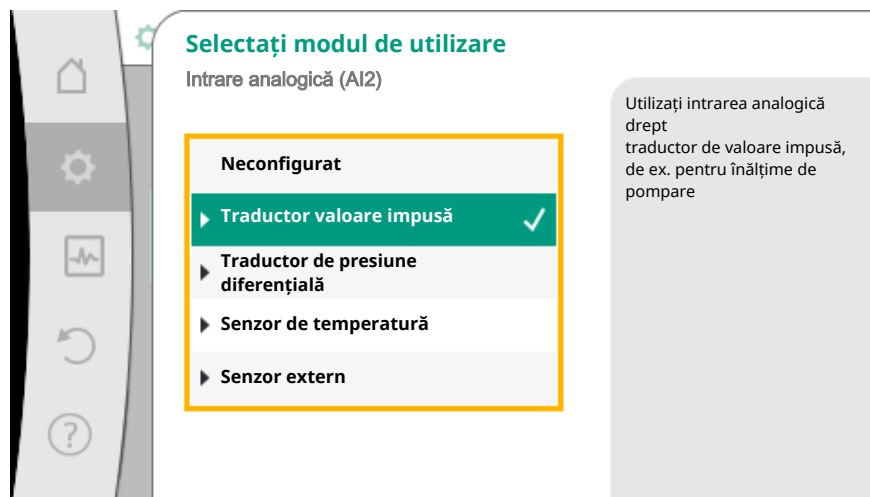 Selectați modul de utilizare
Intrare analogică (AI2)
Neconfigurat
Traductor valoare impusă
Traductor de presiune
diferențială
Senzor de temperatură
Senzor extern
Utilizați intrarea analogică
drept
traductor de valoare impusă,
de ex. pentru înălțime de
pompare